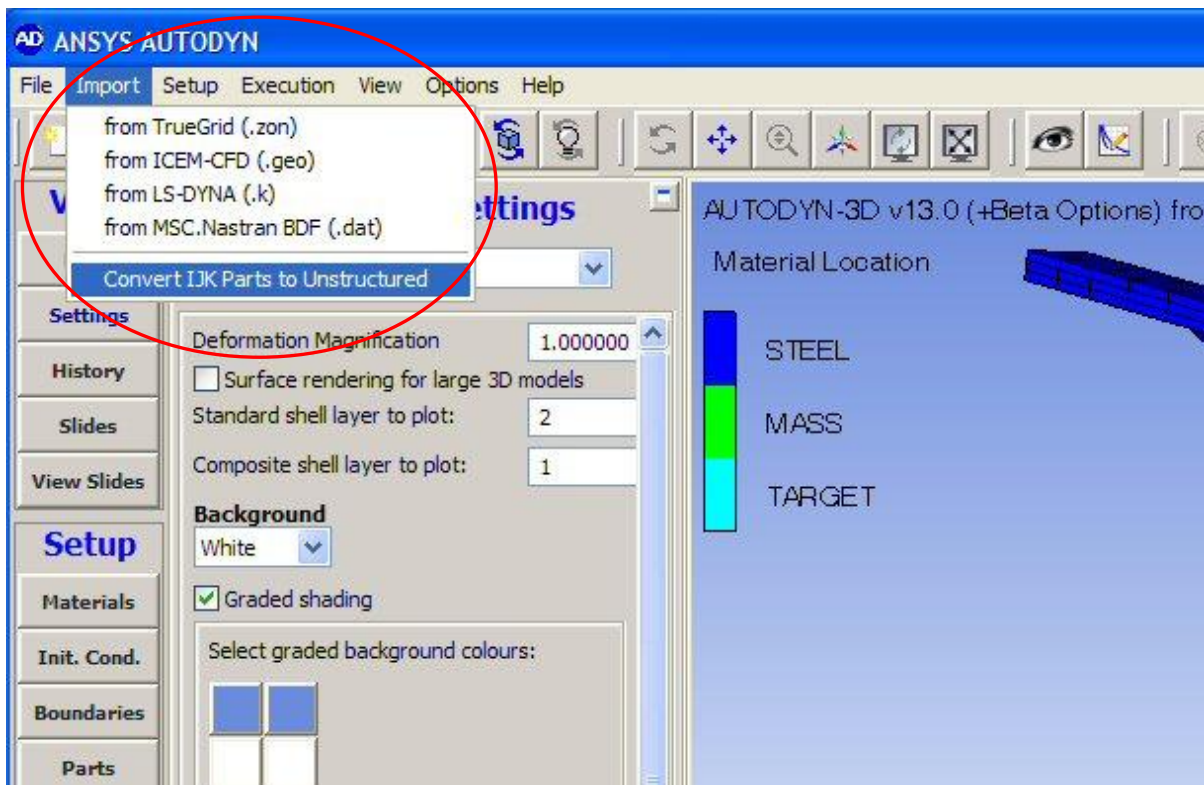 AD ANSYS AUTODYN
File Import Setup Execution View Options Help
from TrueGrid (.zon)
from ICEM-CFD (.geo)
from LS-DYNA (.k)
from MSC.Nastran BDF (.dat)
Convert IJK Parts to Unstructured
V
ettings
Settings
History
Slides
View Slides
Setup
Materials
Init. Cond.
Boundaries
Parts
Deformation Magnification 1.000000
Surface rendering for large 3D models
Standard shell layer to plot: 2
Composite shell layer to plot: 1
Background
White
Graded shading
Select graded background colours:
AUTODYN-3D v13.0 (+Beta Options) fro
Material Location
STEEL
MASS
TARGET